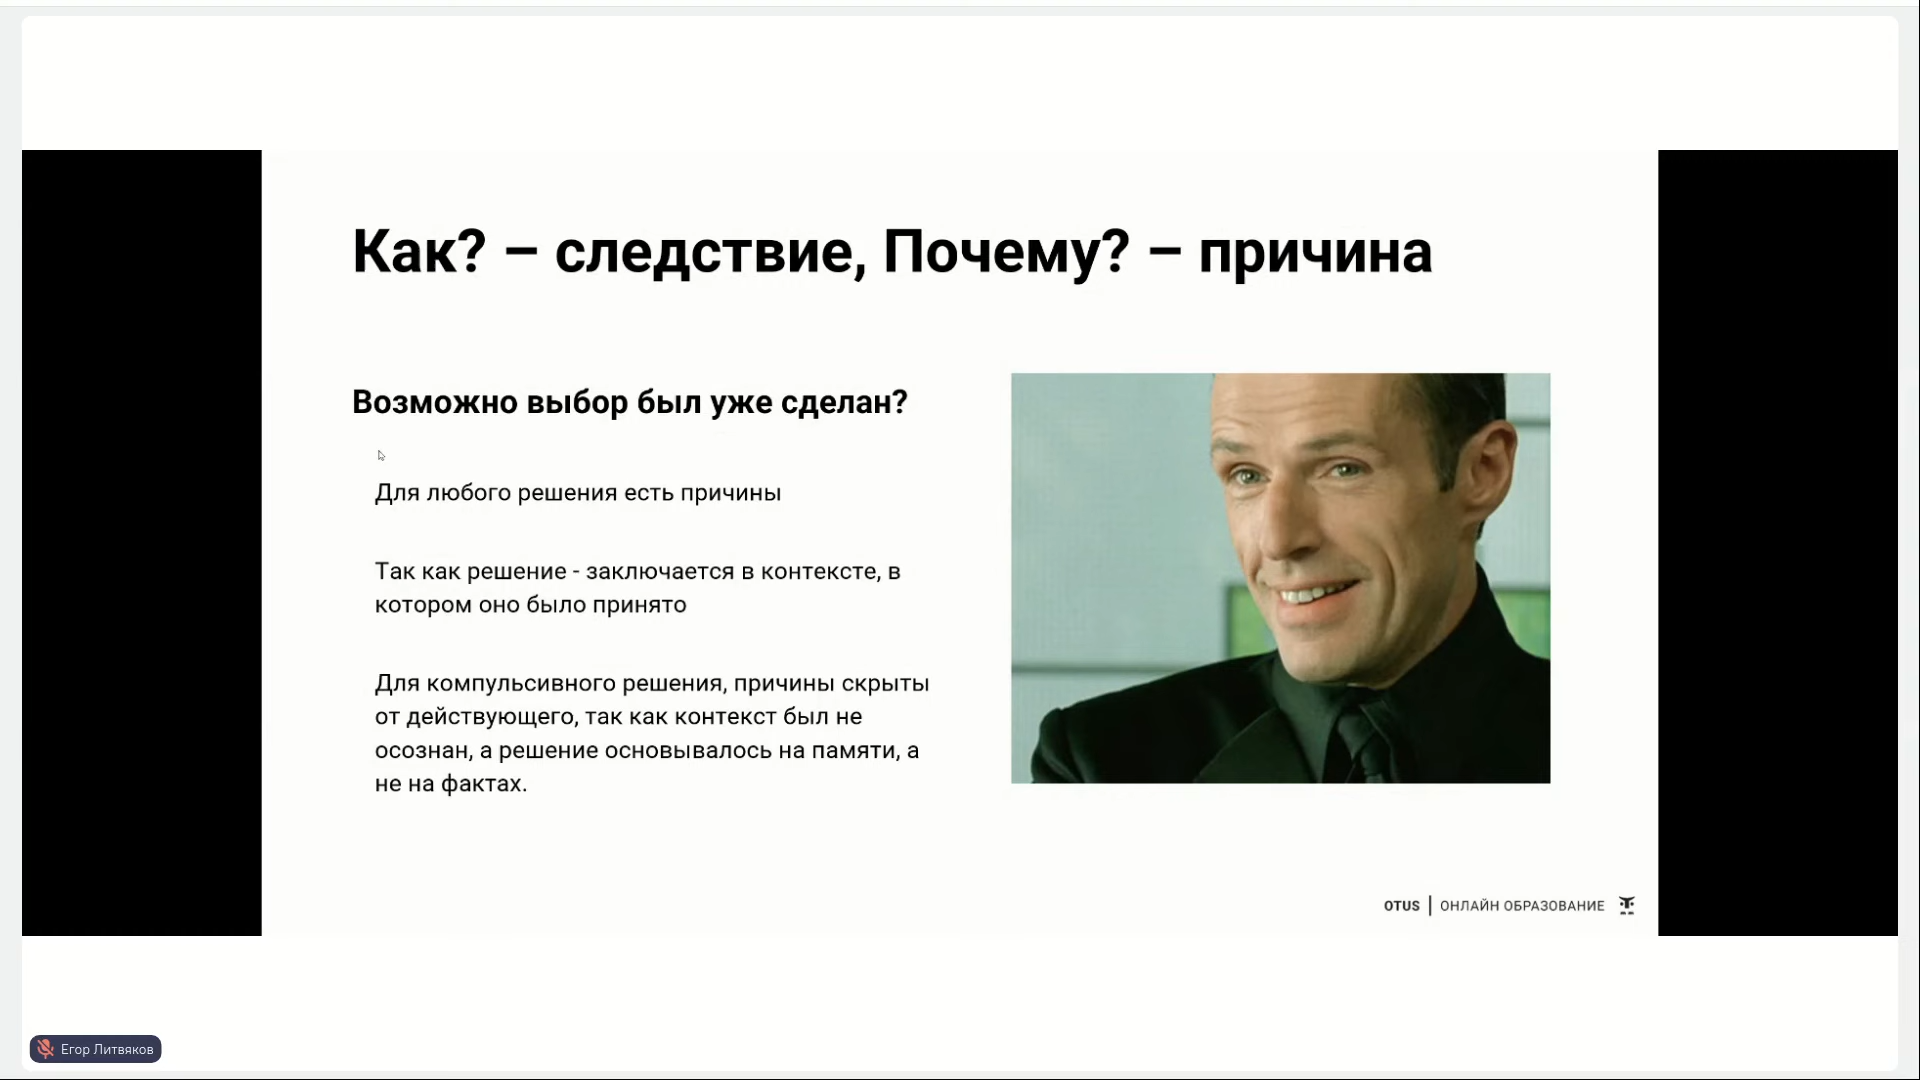 Как? – следствие, Почему? – причина
Возможно выбор был уже сделан?
Для любого решения есть причины
Так как решение - заключается в контексте, в
котором оно было принято
Для компульсивного решения, причины скрыты
от действующего, так как контекст был не
осознан, а решение основывалось на памяти, а
не на фактах.
OTUS | ОНЛАЙН ОБРАЗОВАНИЕ
Егор Литвяков